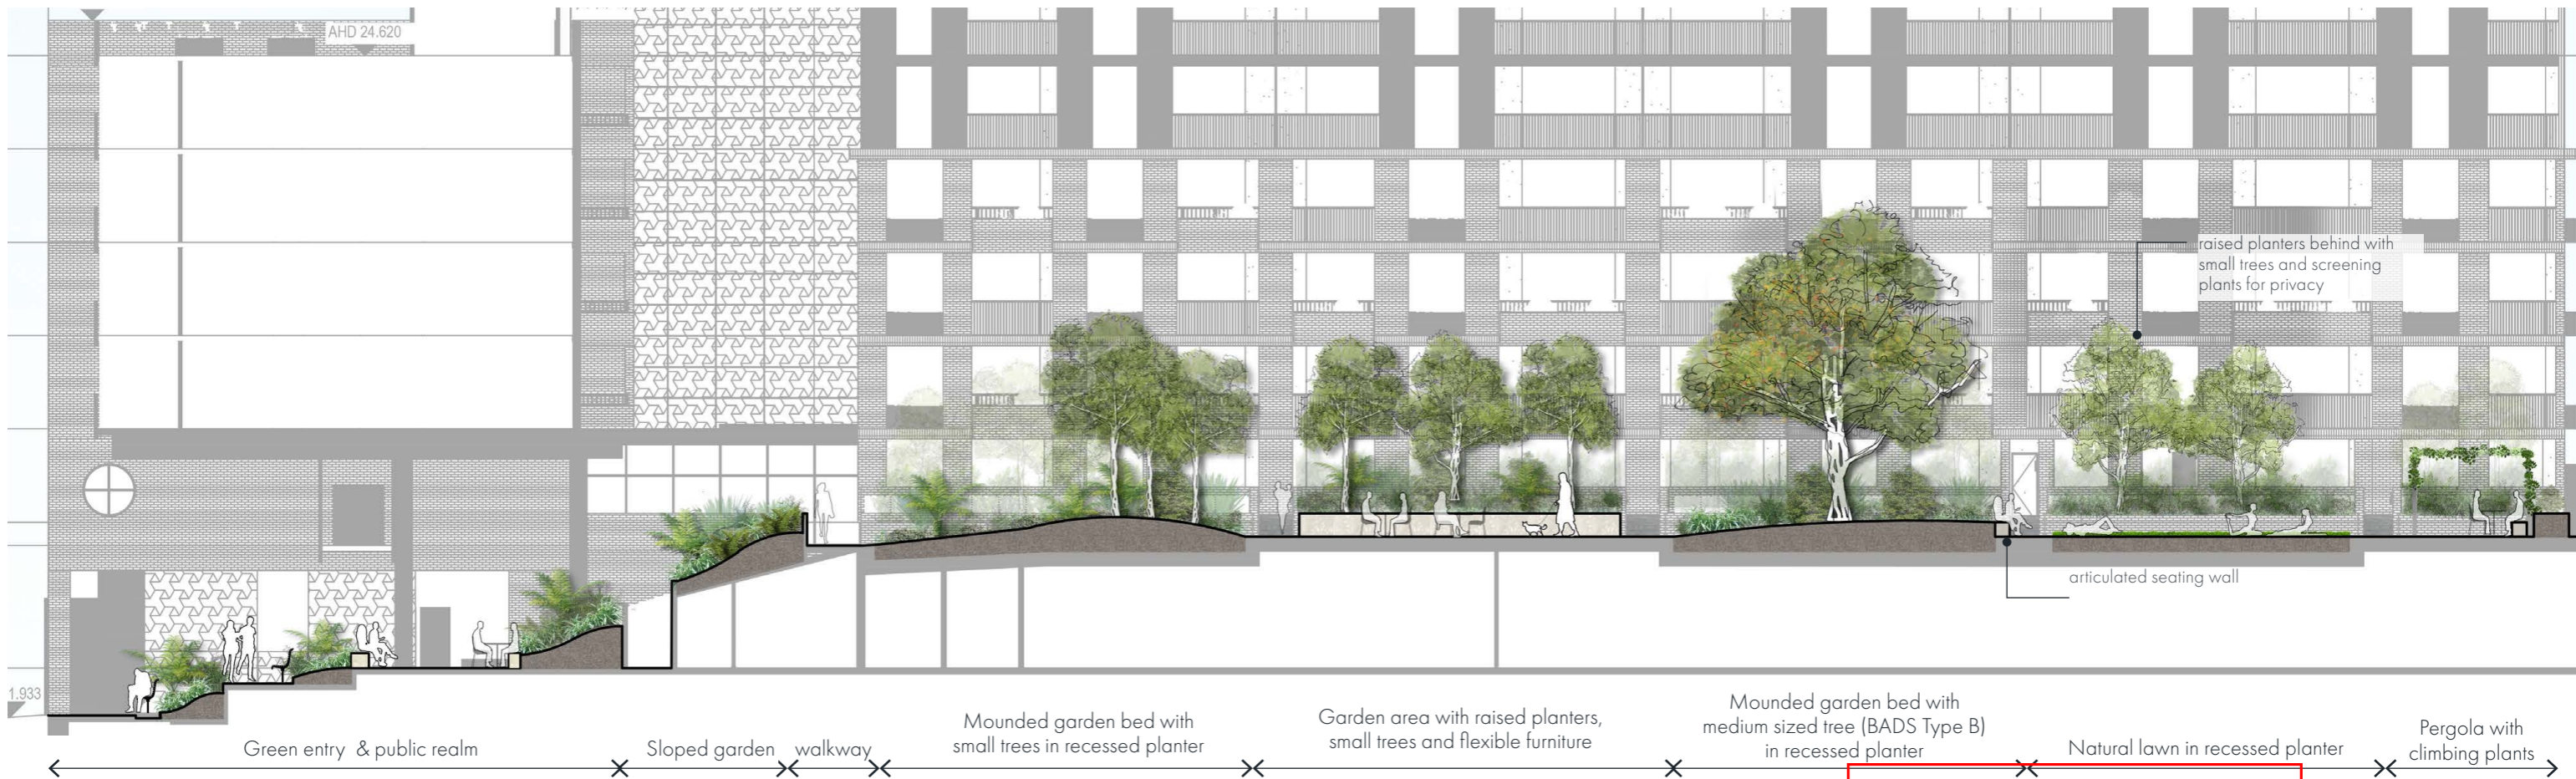 AHD 24.620
raised planters behind with
small trees and screening
plants for privacy
articulated seating wall
1.933
Green entry & public realm
Sloped garden
walkway
Mounded garden bed with
small trees in recessed planter
Garden area with raised planters,
small trees and flexible furniture
Mounded garden bed with
medium sized tree (BADS Type B)
in recessed planter
Natural lawn in recessed planter
Pergola with
climbing plants